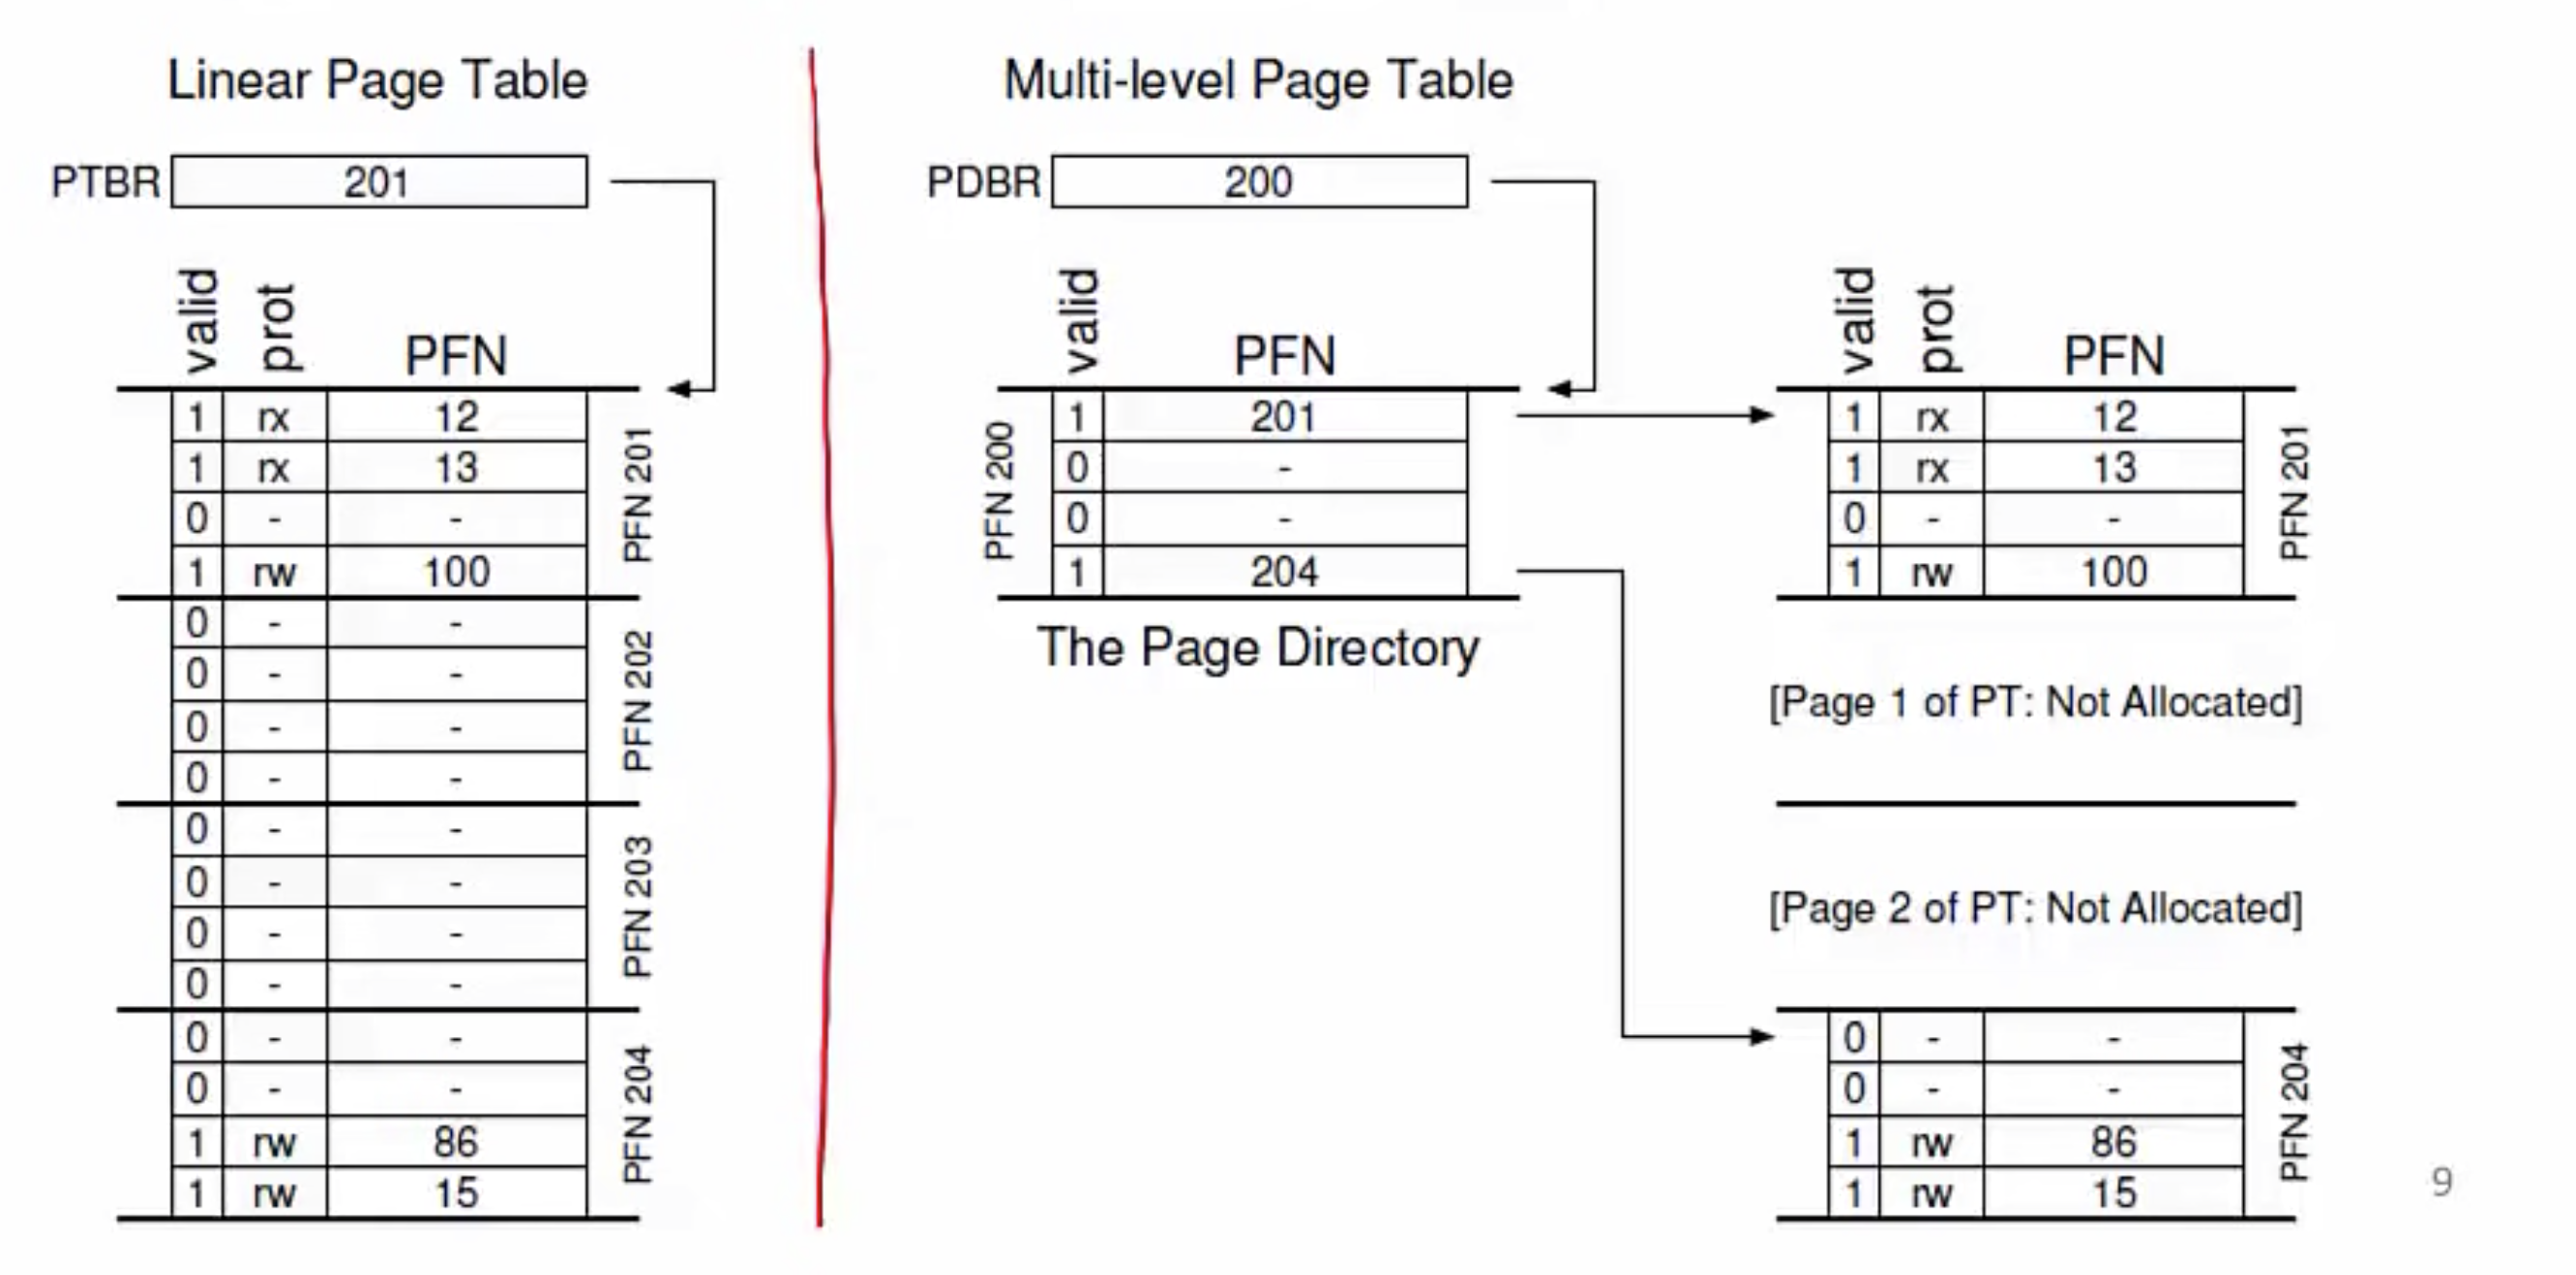 Linear Page Table
PTBR 201
valid prot PFN
1 rx 12
1 rx 13
0 - -
1 rw 100
PFN 201
0 - -
0 - -
0 - -
0 - -
PFN 202
0 - -
0 - -
0 - -
0 - -
PFN 203
0 - -
0 - -
1 rw 86
1 rw 15
PFN 204
Multi-level Page Table
PDBR 200
valid PFN
PFN 200
1 201
0 -
0 -
1 204
The Page Directory
valid prot PFN
1 rx 12
1 rx 13
0 - -
1 rw 100
PFN 201
[Page 1 of PT: Not Allocated]
[Page 2 of PT: Not Allocated]
0 - -
0 - -
1 rw 86
1 rw 15
PFN 204
9